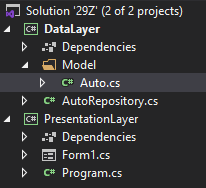 Solution '29Z' (2 of 2 projects)
DataLayer
Dependencies
Model
Auto.cs
AutoRepository.cs
PresentationLayer
Dependencies
Form1.cs
Program.cs